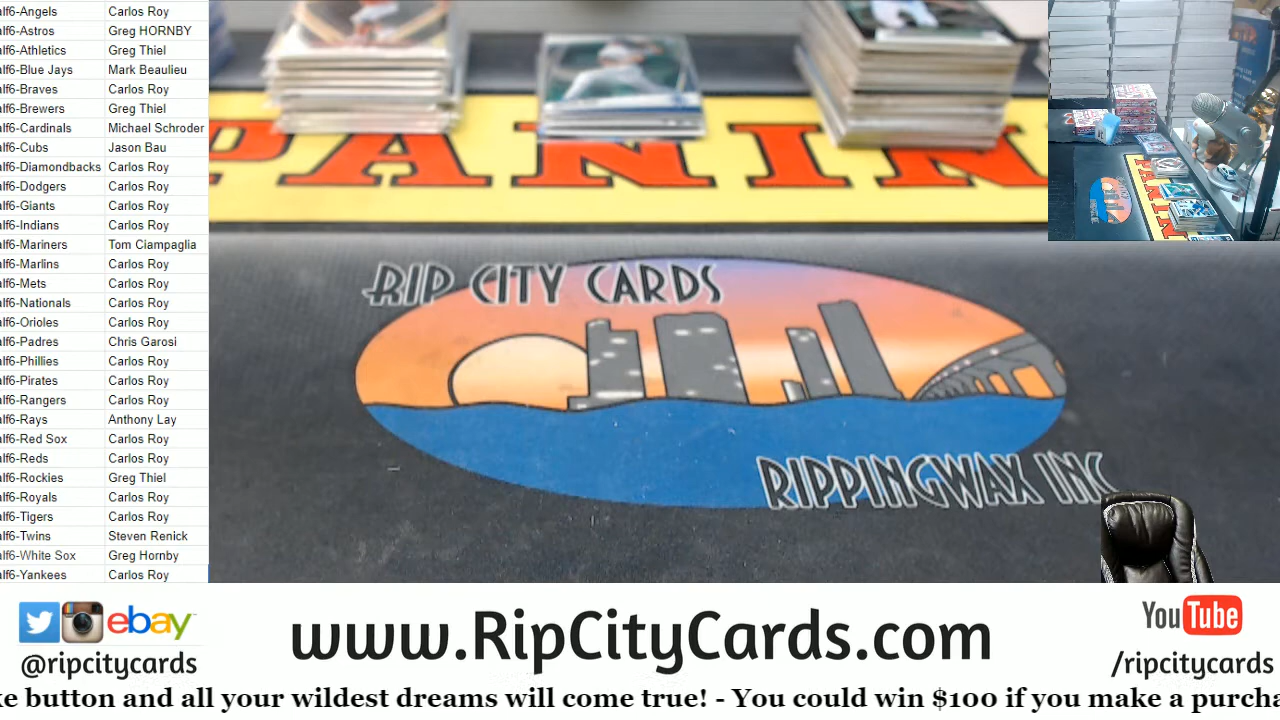 alf6-Angels Carlos Roy
alf6-Astros Greg HORNBY
alf6-Athletics Greg Thiel
alf6-Blue Jays Mark Beaulieu
alf6-Braves Carlos Roy
alf6-Brewers Greg Thiel
alf6-Cardinals Michael Schroder
alf6-Cubs Jason Bau
alf6-Diamondbacks Carlos Roy
alf6-Dodgers Carlos Roy
alf6-Giants Carlos Roy
alf6-Indians Carlos Roy
alf6-Mariners Tom Ciampaglia
alf6-Marlins Carlos Roy
alf6-Mets Carlos Roy
alf6-Nationals Carlos Roy
alf6-Orioles Carlos Roy
alf6-Padres Chris Garosi
alf6-Phillies Carlos Roy
alf6-Pirates Carlos Roy
alf6-Rangers Carlos Roy
alf6-Rays Anthony Lay
alf6-Red Sox Carlos Roy
alf6-Reds Carlos Roy
alf6-Rockies Greg Thiel
alf6-Royals Carlos Roy
alf6-Tigers Carlos Roy
alf6-Twins Steven Renick
alf6-White Sox Greg Hornby
alf6-Yankees Carlos Roy
PANIN
PANINI
RIP CITY CARDS
RIPPINGWAX INC
ebay
@ripcitycards
www.RipCityCards.com
YouTube
/ripcitycards
ke button and all your wildest dreams will come true! - You could win $100 if you make a purcha